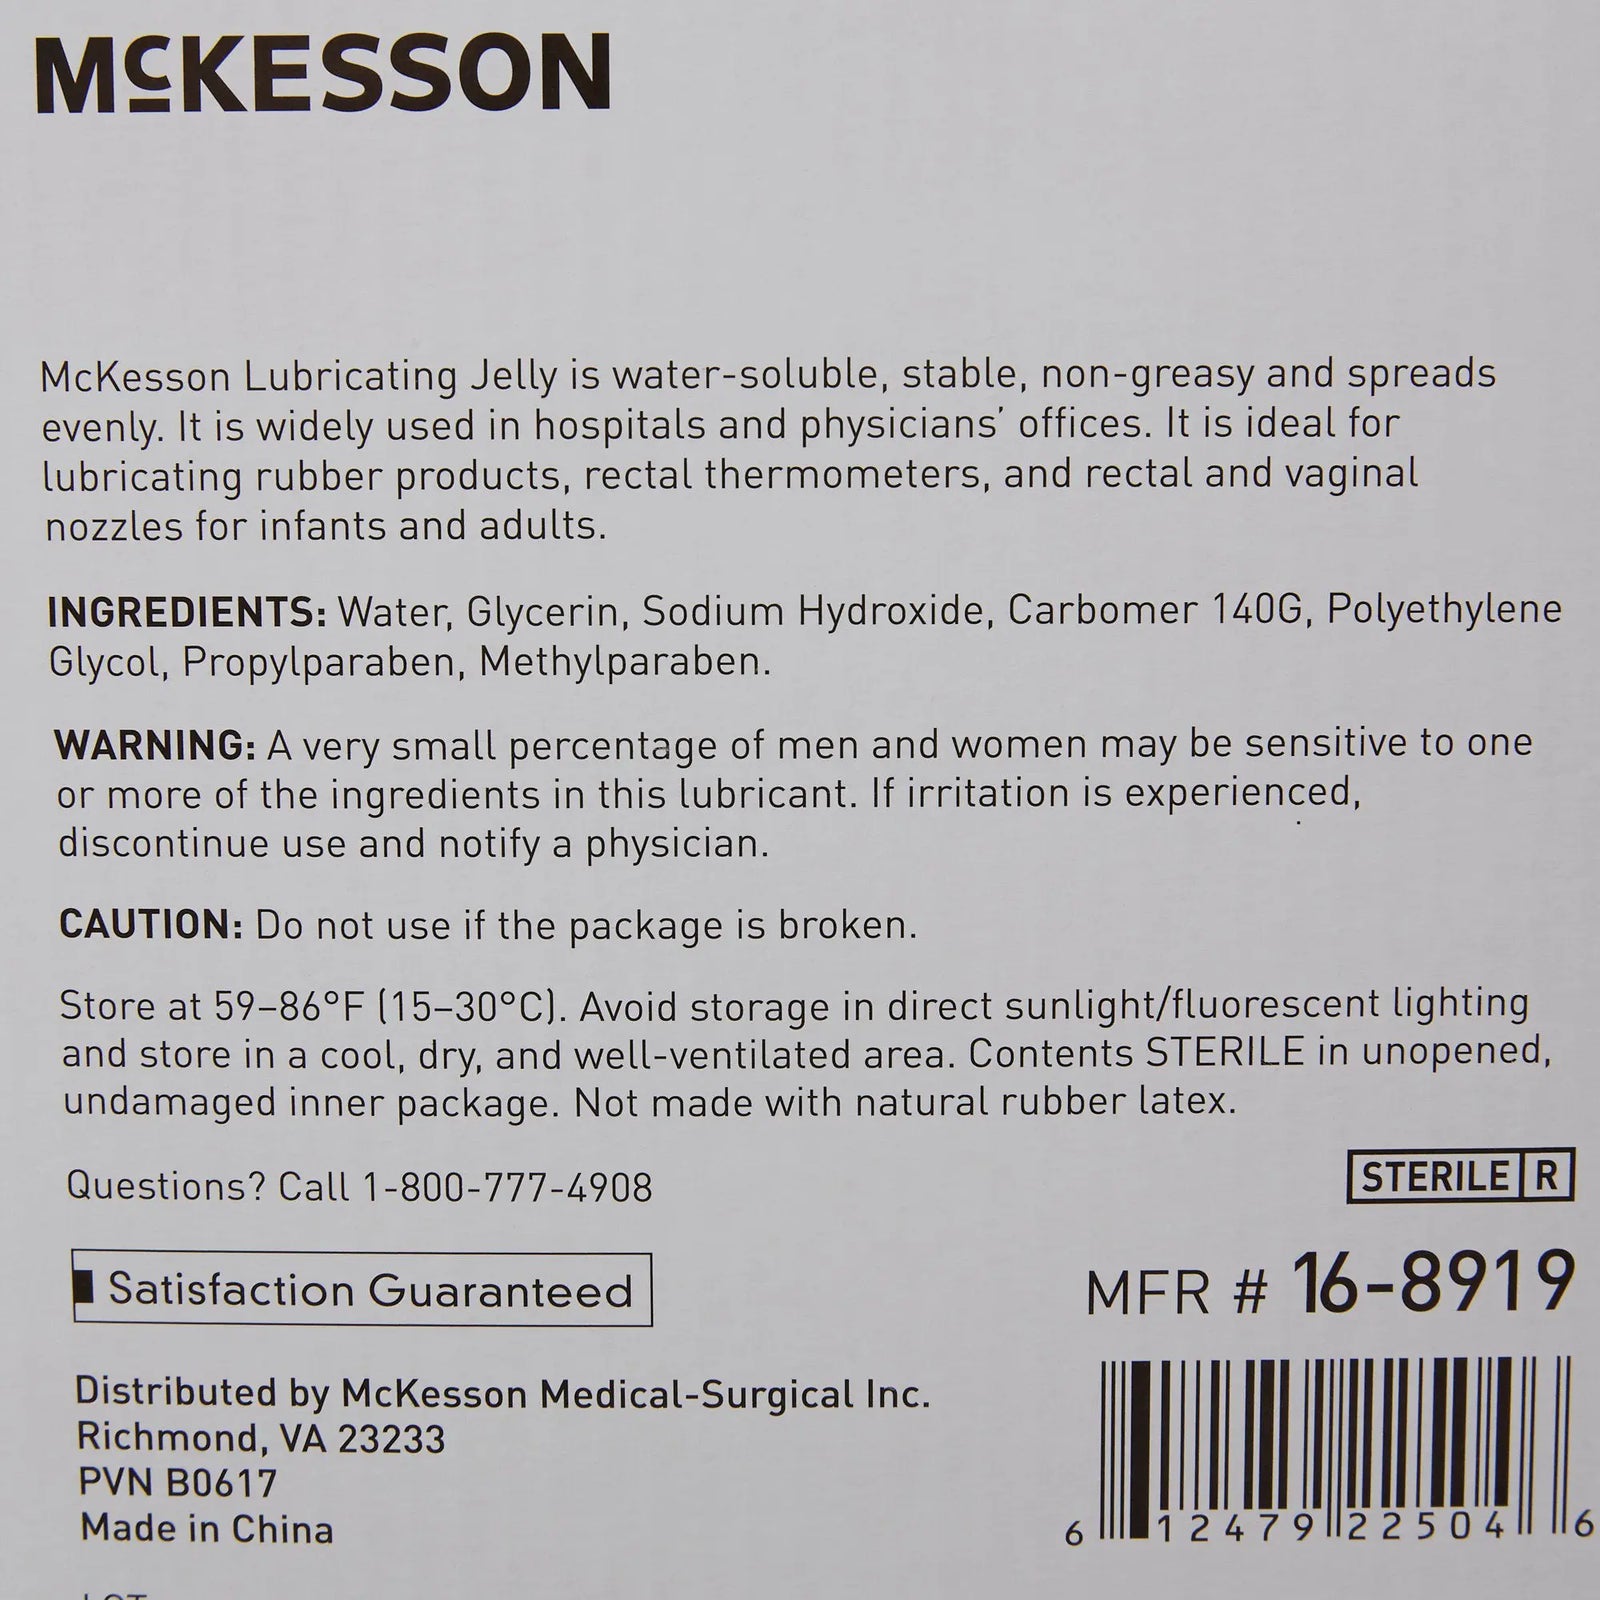 McKESSON
McKesson Lubricating Jelly is water-soluble, stable, non-greasy and spreads
evenly. It is widely used in hospitals and physicians’ offices. It is ideal for
lubricating rubber products, rectal thermometers, and rectal and vaginal
nozzles for infants and adults.
INGREDIENTS: Water, Glycerin, Sodium Hydroxide, Carbomer 140G, Polyethylene
Glycol, Propylparaben, Methylparaben.
WARNING: A very small percentage of men and women may be sensitive to one
or more of the ingredients in this lubricant. If irritation is experienced,
discontinue use and notify a physician.
CAUTION: Do not use if the package is broken.
Store at 59–86°F (15–30°C). Avoid storage in direct sunlight/fluorescent lighting
and store in a cool, dry, and well-ventilated area. Contents STERILE in unopened,
undamaged inner package. Not made with natural rubber latex.
Questions? Call 1-800-777-4908
STERILE R
Satisfaction Guaranteed
MFR # 16-8919
Distributed by McKesson Medical-Surgical Inc.
Richmond, VA 23233
PVN B0617
Made in China
6 12479 22504 6